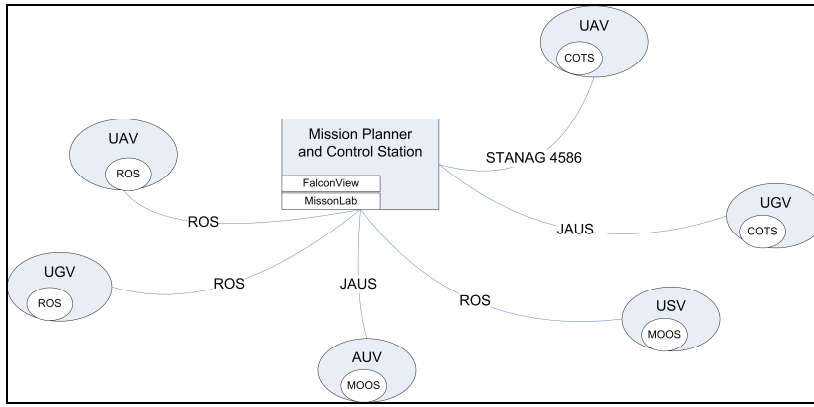 UAV
COTS
Mission Planner
and Control Station
FalconView
MissonLab
STANAG 4586
UAV
ROS
ROS
UGV
COTS
JAUS
UGV
ROS
ROS
JAUS
ROS
USV
MOOS
AUV
MOOS